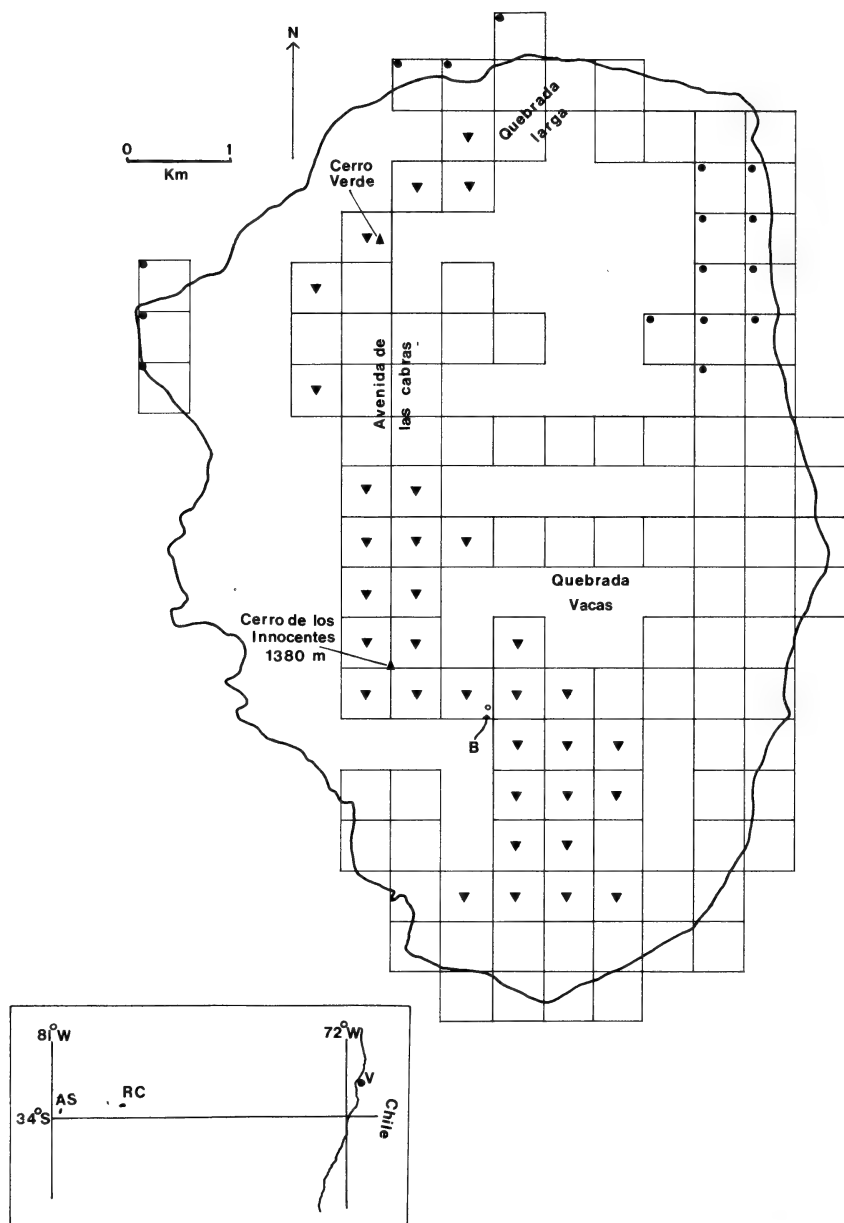 N
Quebrada
larga
0 1
Km
Cerro
Verde
Avenida de
las cabras
Quebrada
Vacas
Cerro de los
Innocentes
1380 m
B
81°W
72°W
V
AS
RC
34°S
Chile